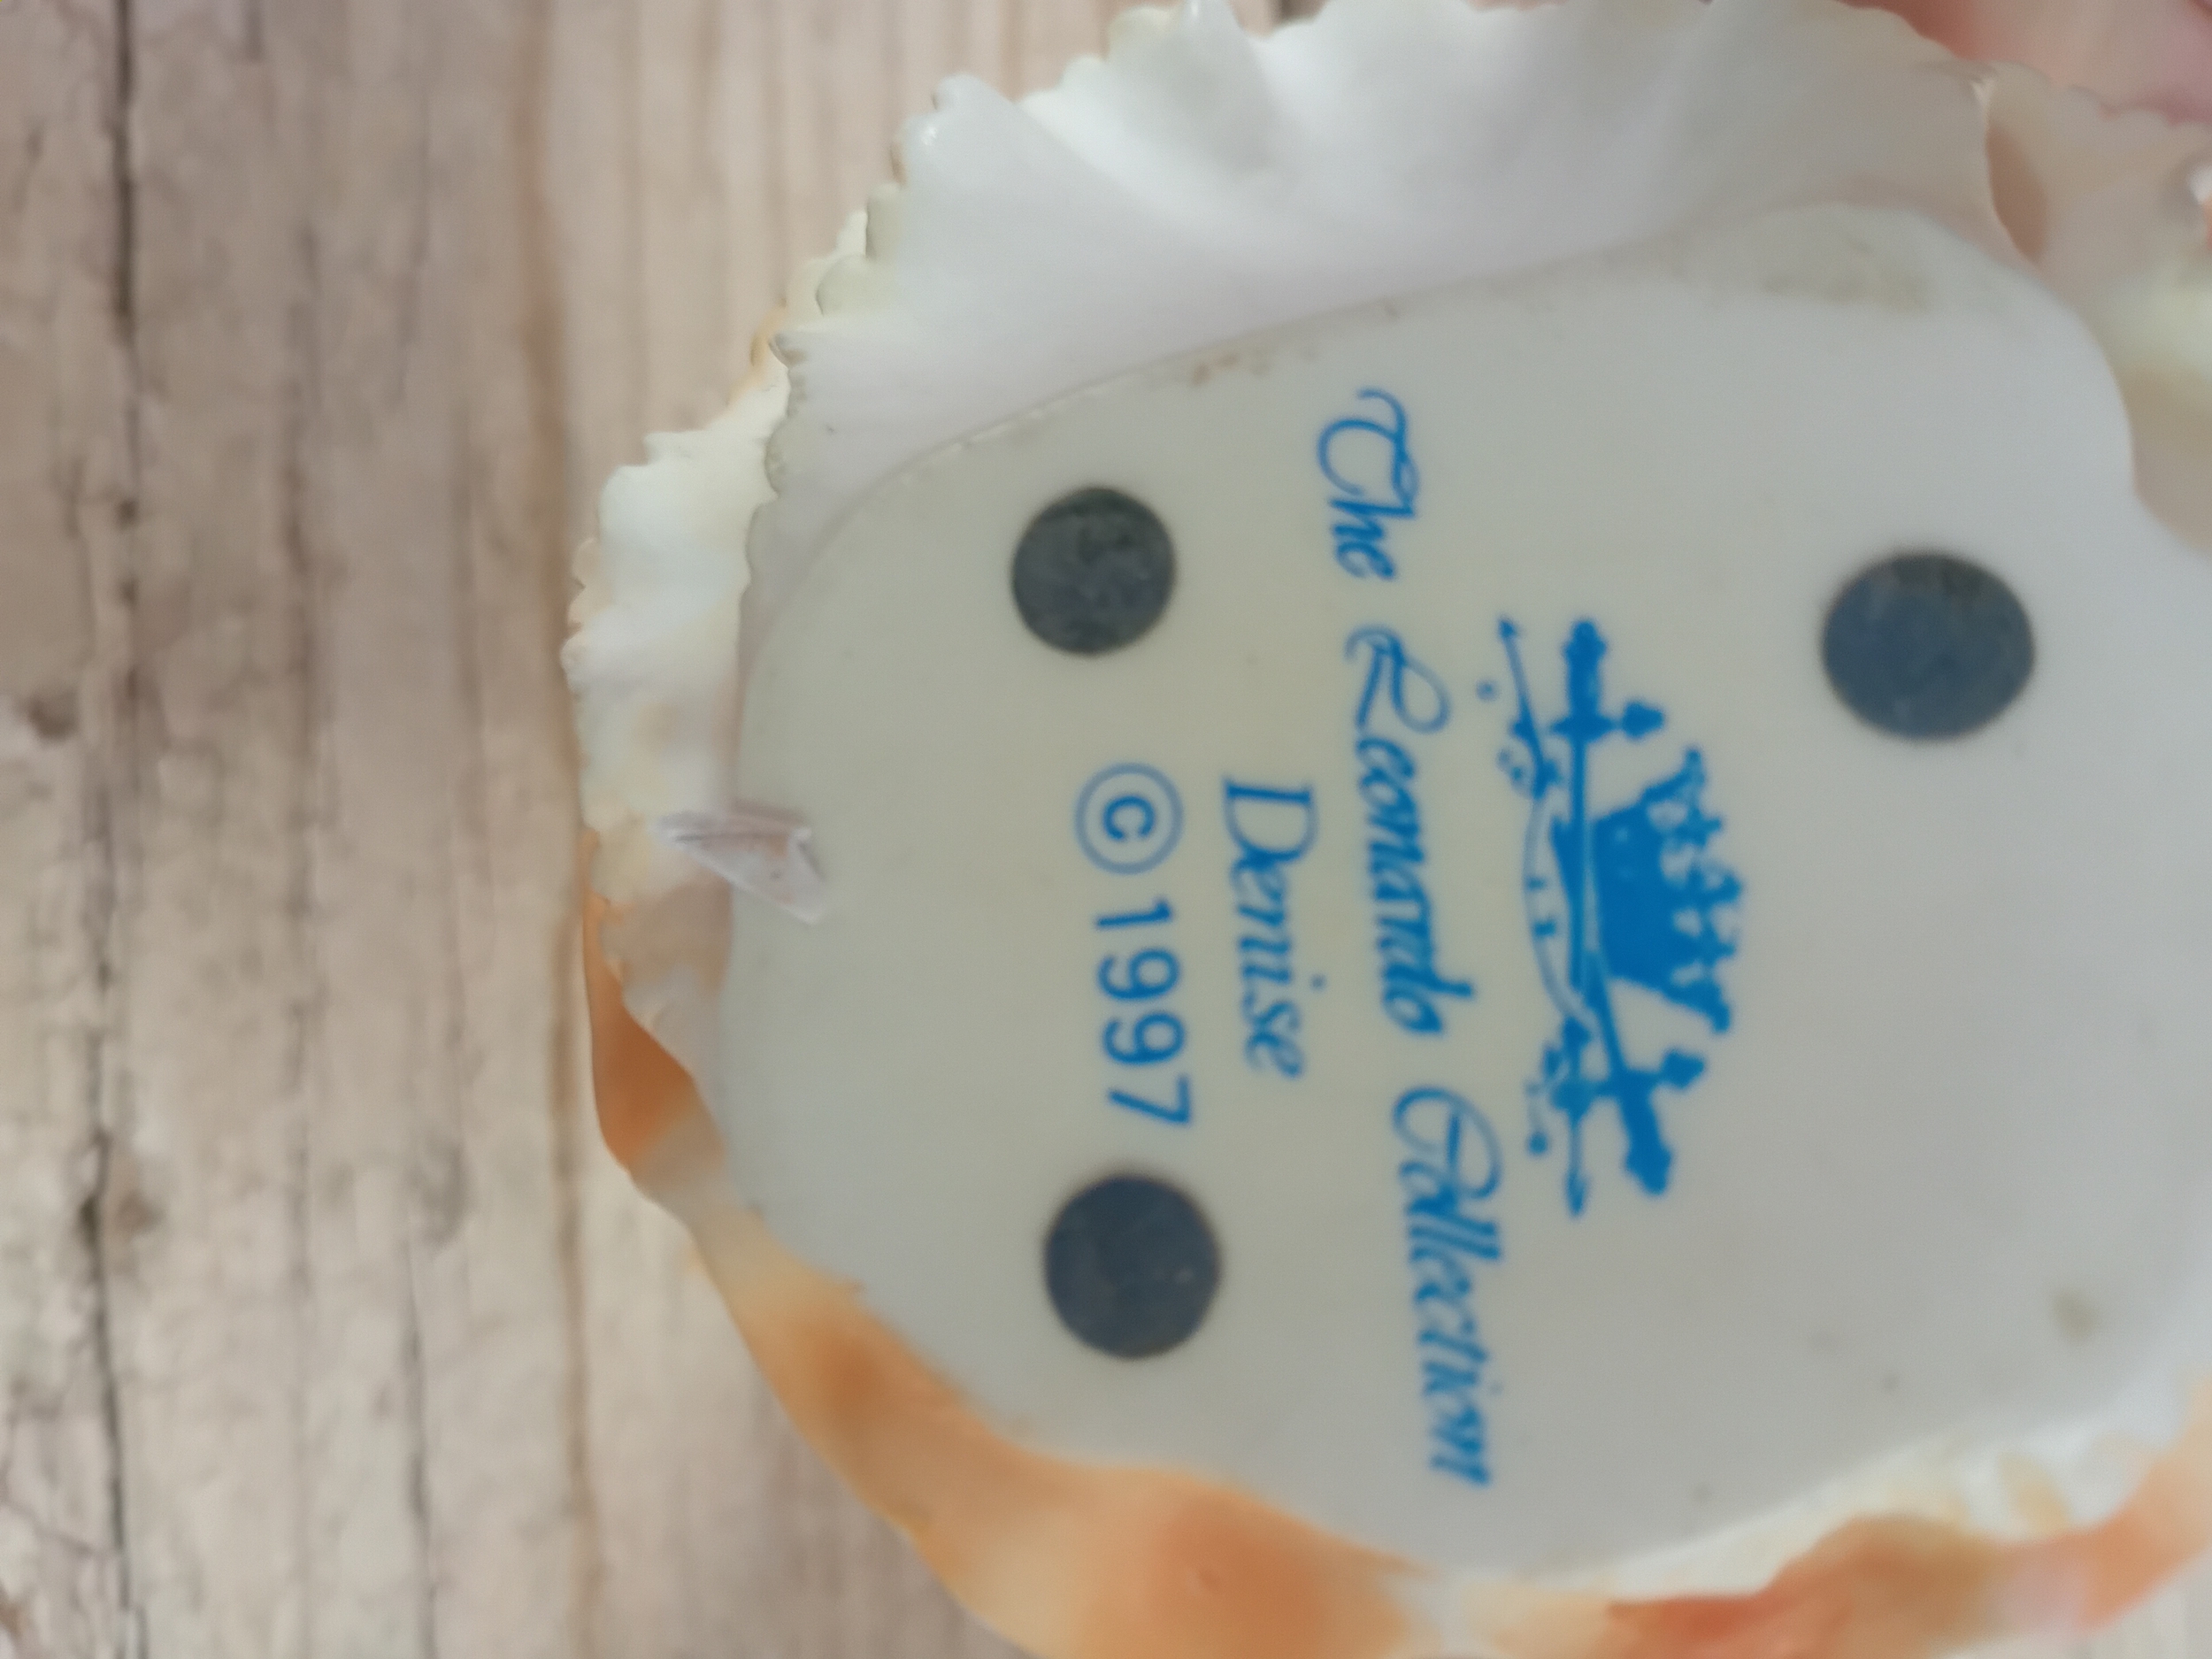 The Leonardo Collection
Denise
© 1997